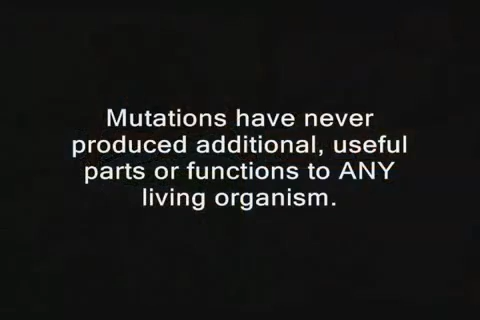 Mutations have never
produced additional, useful
parts or functions to ANY
living organism.